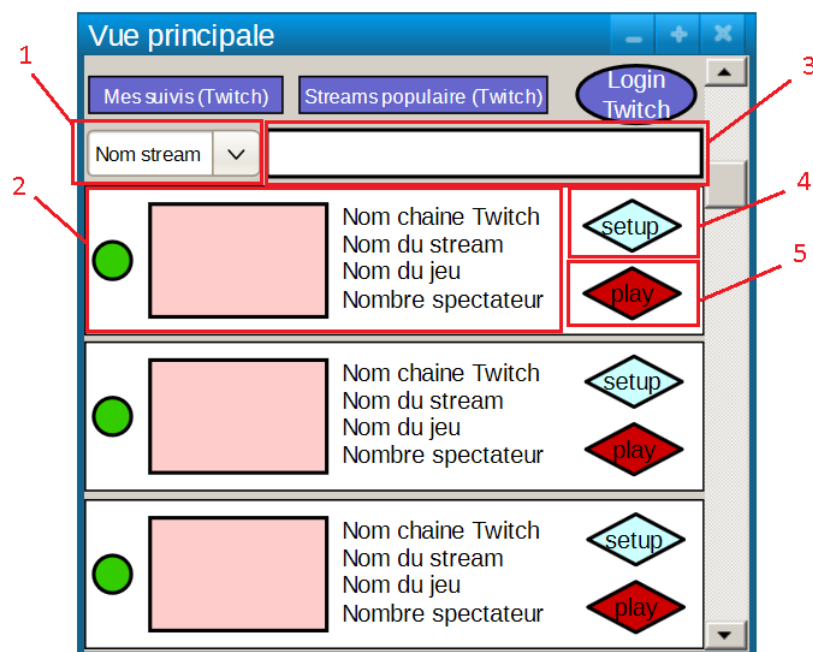 Vue principale
1
3
Mes suivis (Twitch)
Streams populaire (Twitch)
Login
Twitch
Nom stream
2
4
Nom chaine Twitch
Nom du stream
Nom du jeu
Nombre spectateur
setup
5
play
Nom chaine Twitch
Nom du stream
Nom du jeu
Nombre spectateur
setup
play
Nom chaine Twitch
Nom du stream
Nom du jeu
Nombre spectateur
setup
play